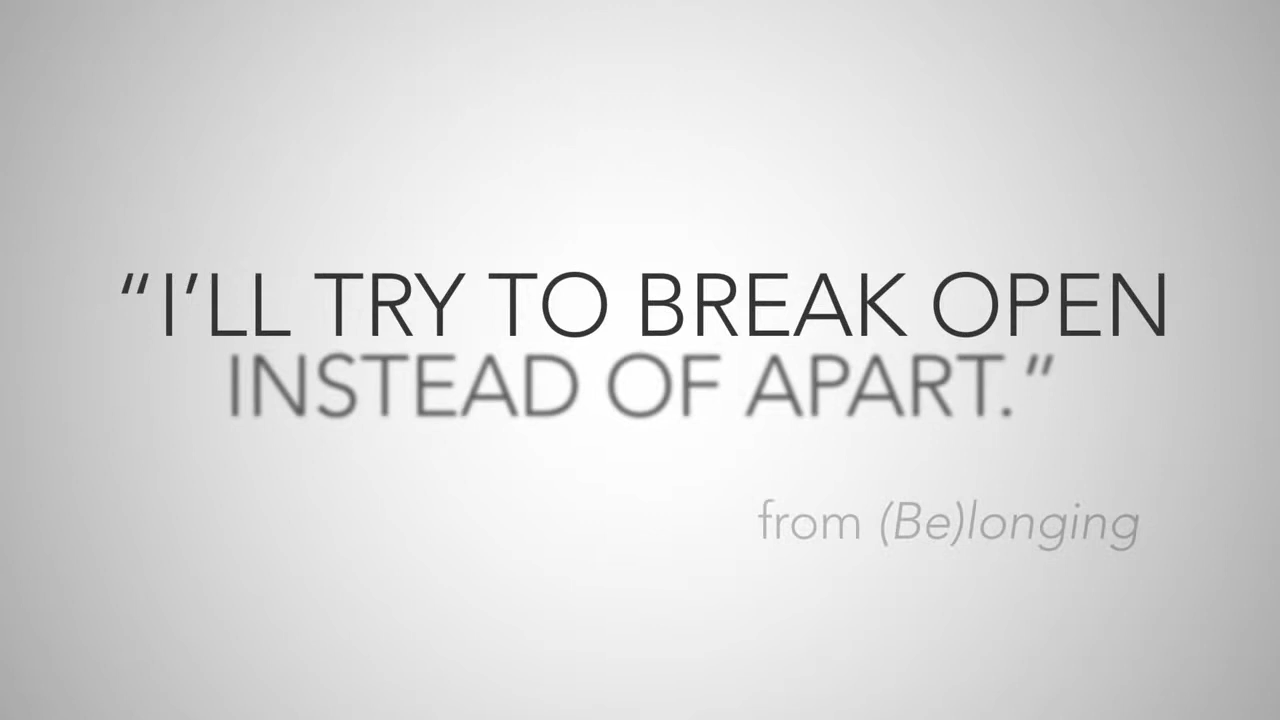 “I’LL TRY TO BREAK OPEN
INSTEAD OF APART.”
from (Be)longing